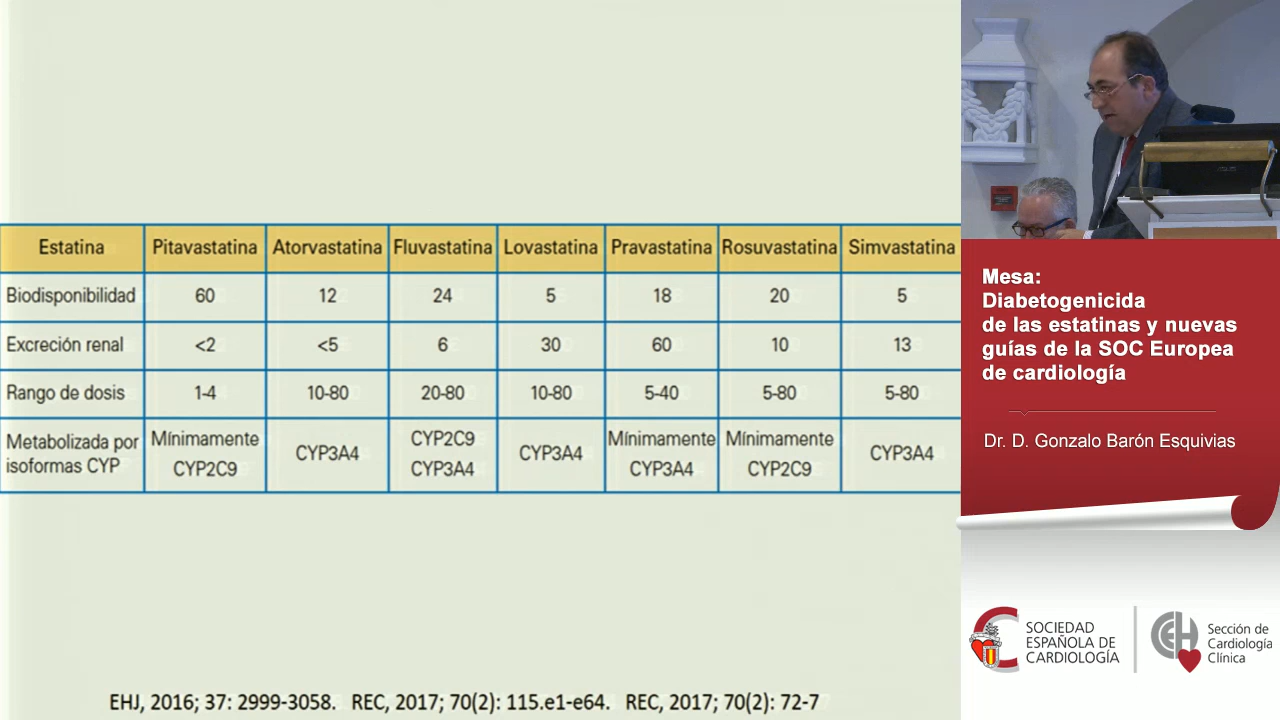 Estatina Pitavastatina Atorvastatina Fluvastatina Lovastatina Pravastatina Rosuvastatina Simvastatina
Biodisponibilidad 60 12 24 5 18 20 5
Excreción renal <2 <5 6 30 60 10 13
Rango de dosis 1-4 10-80 20-80 10-80 5-40 5-80 5-80
Metabolizada por isoformas CYP Mínimamente CYP2C9 CYP3A4 CYP2C9 CYP3A4 CYP3A4 Mínimamente CYP3A4 Mínimamente CYP2C9 CYP3A4
EHJ, 2016; 37: 2999-3058. REC, 2017; 70(2): 115.e1-e64. REC, 2017; 70(2): 72-7
Mesa:
Diabetogenicida
de las estatinas y nuevas
guías de la SOC Europea
de cardiología
Dr. D. Gonzalo Barón Esquivias
SOCIEDAD
ESPAÑOLA DE
CARDIOLOGÍA
Sección de
Cardiología
Clínica